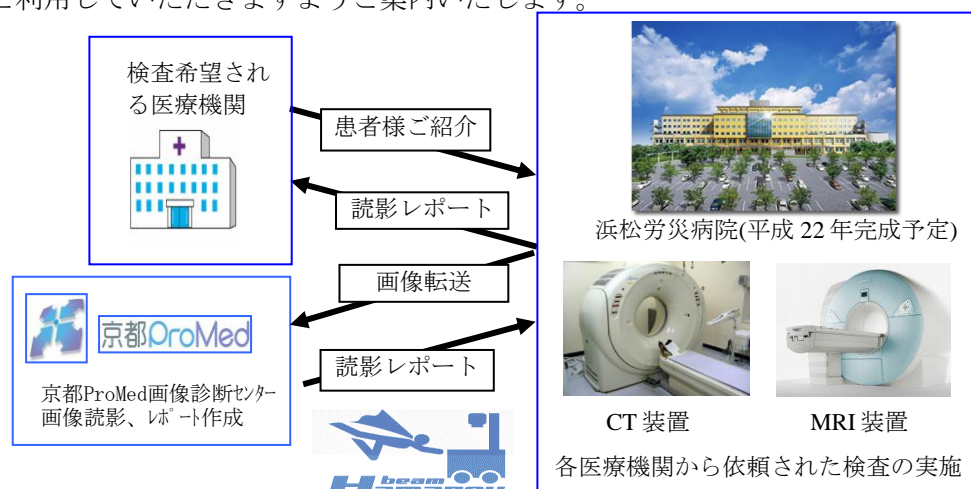 ご利用していただきますようご案内いたします。
検査希望され
る医療機関
患者様ご紹介
読影レポート
浜松労災病院(平成 22 年完成予定)
画像転送
京都ProMed
読影レポート
京都ProMed画像診断ｾﾝﾀｰ
画像読影、ﾚﾎﾟｰﾄ作成
CT 装置
MRI 装置
各医療機関から依頼された検査の実施
beam